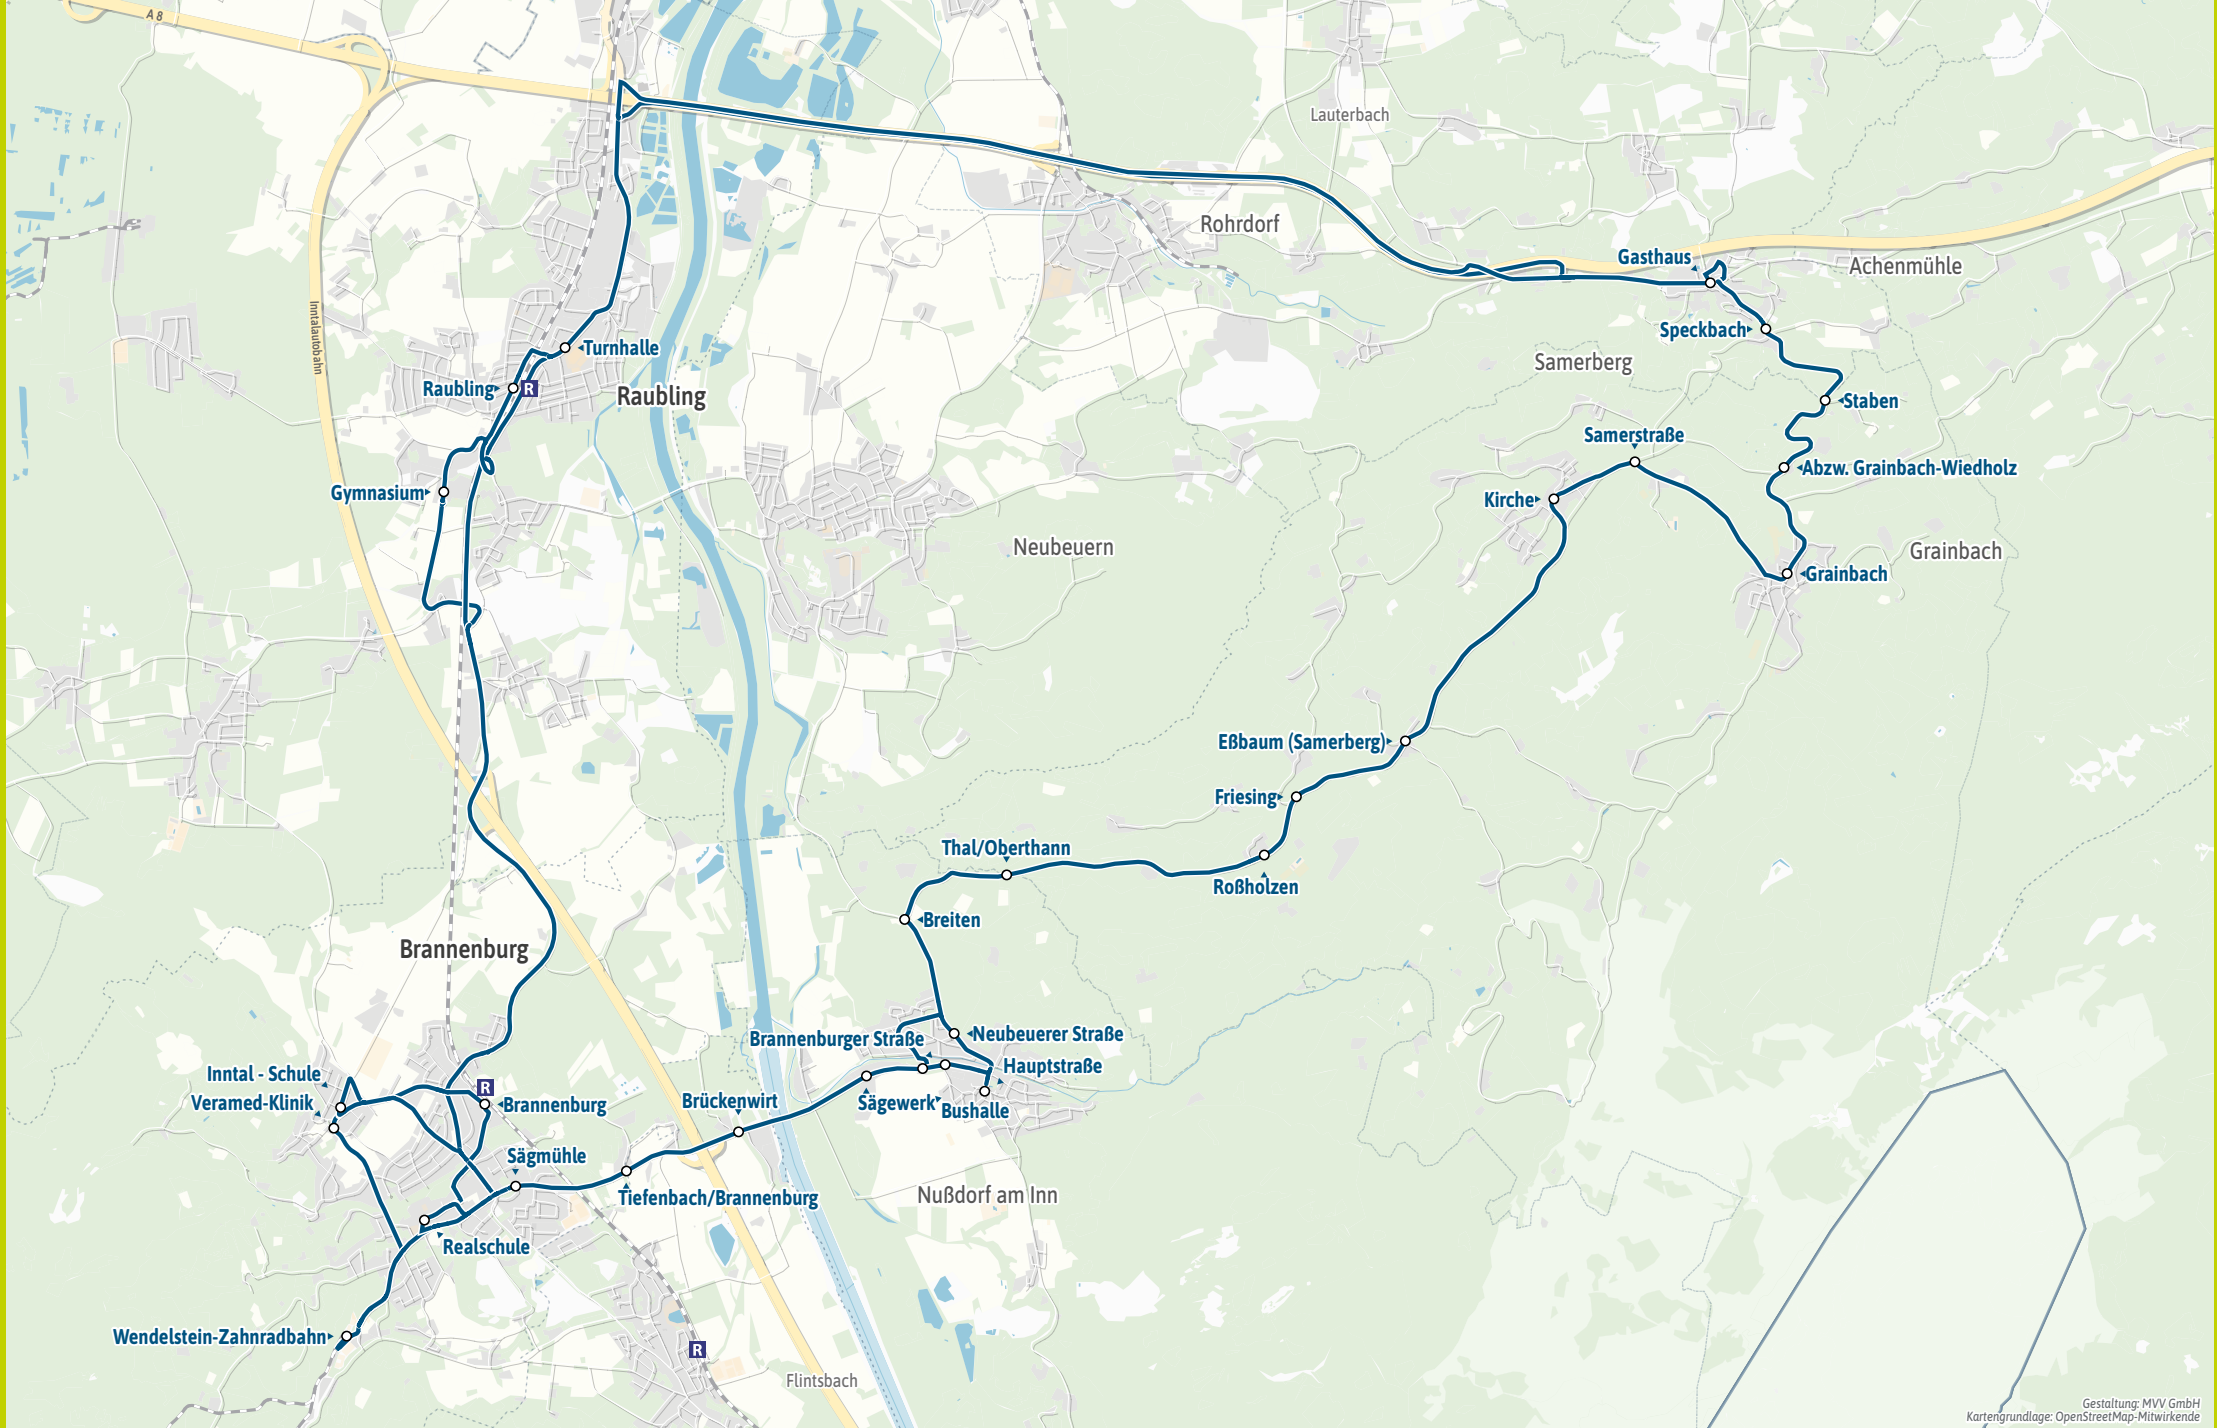 A 8
Lauterbach
Rohrdorf
Gasthaus
Achenmühle
Inntalautobahn
Speckbach
Turnhalle
Samerberg
Raubling
R
Raubling
Staben
Samerstraße
Abzw. Grainbach-Wiedholz
Gymnasium
Kirche
Neubeuern
Grainbach
Grainbach
Eßbaum (Samerberg)
Friesing
Thal/Oberthann
Roßholzen
Breiten
Brannenburg
Neubeuerer Straße
Brannenburger Straße
Hauptstraße
Inntal - Schule
R
Veramed-Klinik
Brannenburg
Brückenwirt
Sägewerk
Bushalle
Sägmühle
Tiefenbach/Brannenburg
Nußdorf am Inn
Realschule
Wendelstein-Zahnradbahn
R
Flintsbach
Gestaltung: MVV GmbH
Kartengrundlage: OpenStreetMap-Mitwirkende